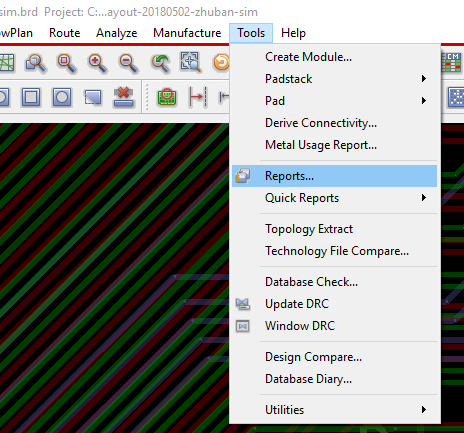 sim.brd Project: C:...ayout-20180502-zhuban-sim
owPlan Route Analyze Manufacture Tools Help
Create Module...
Padstack
Pad
Derive Connectivity...
Metal Usage Report...
Reports...
Quick Reports
Topology Extract
Technology File Compare...
Database Check...
Update DRC
Window DRC
Design Compare...
Database Diary...
Utilities